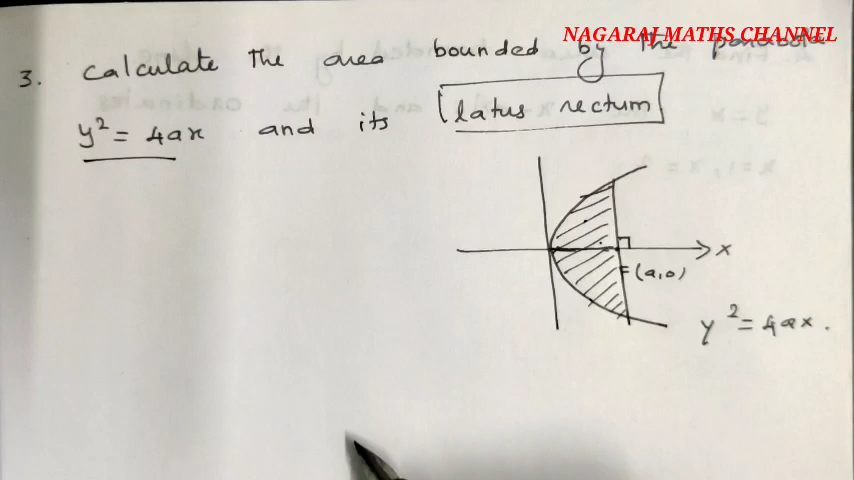 NAGARAJ MATHS CHANNEL
3. Calculate The area bounded by The parabola
y² = 4ax and its latus rectum
x
(a,0)
y² = 4ax.